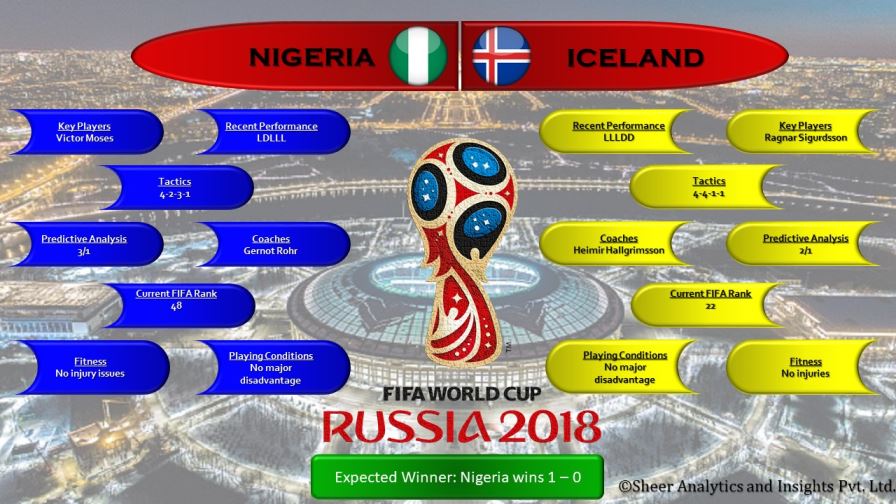 NIGERIA
ICELAND
Key Players
Victor Moses
Recent Performance
LDLLL
Tactics
4-2-3-1
Predictive Analysis
3/1
Coaches
Gernot Rohr
Current FIFA Rank
48
Fitness
No injury issues
Playing Conditions
No major
disadvantage
Recent Performance
LLLDD
Key Players
Ragnar Sigurdsson
Tactics
4-4-1-1
Coaches
Heimir Hallgrimsson
Predictive Analysis
2/1
Current FIFA Rank
22
Playing Conditions
No major
disadvantage
Fitness
No injuries
TM
FIFA WORLD CUP
RUSSIA 2018
Expected Winner: Nigeria wins 1 – 0
©Sheer Analytics and Insights Pvt. Ltd.